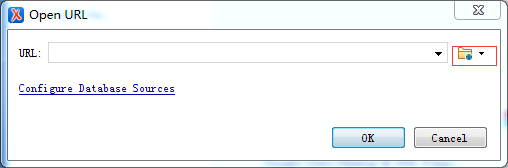 Open URL
URL:
Configure Database Sources
OK
Cancel